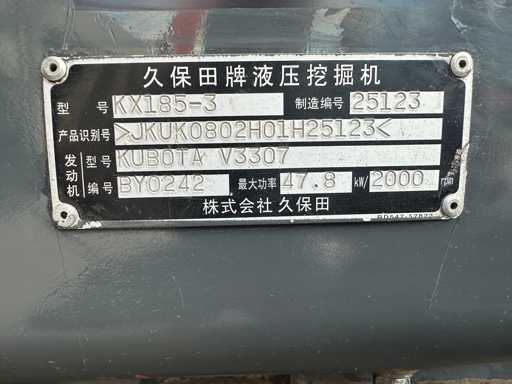 久保田牌液压挖掘机
型 号 KX185-3 制造编号 25123
产品识别号 >JKUK0802H01H25123<
发动机 型号 KUBOTA V3307
编号 BY0242 最大功率 47.8 kW/ 2000 rpm
株式会社久保田